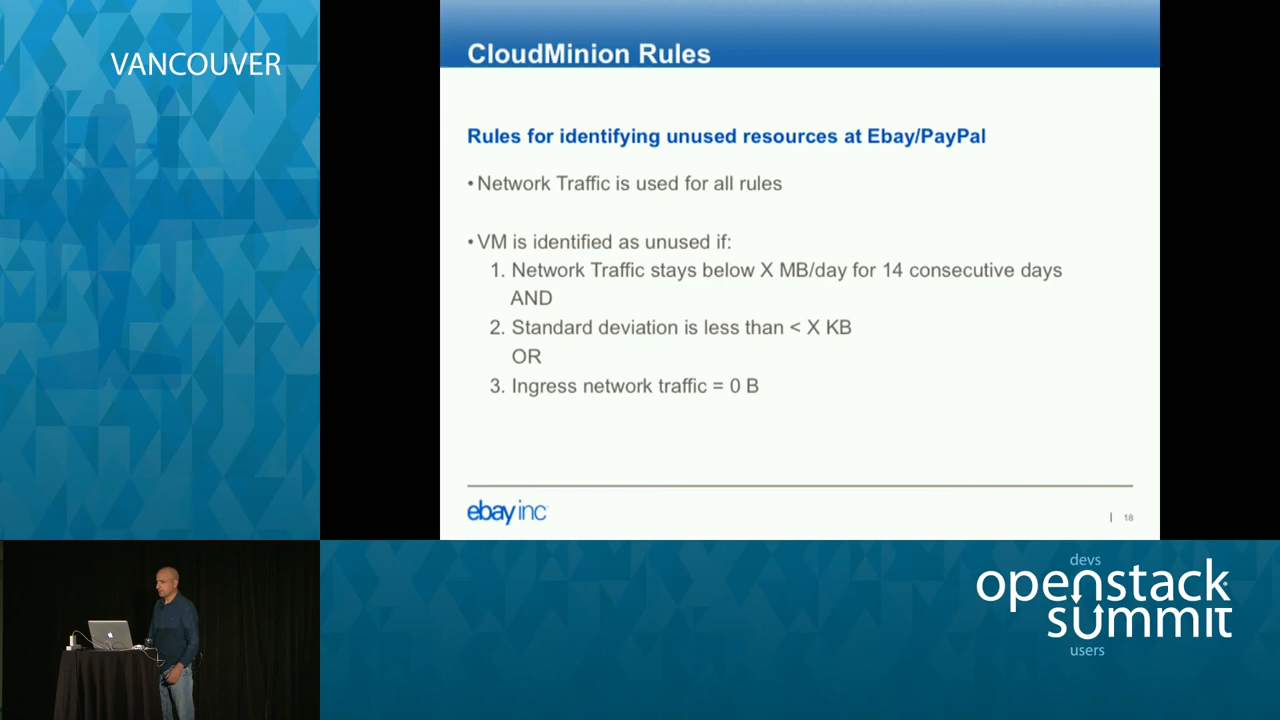 VANCOUVER
CloudMinion Rules
Rules for identifying unused resources at Ebay/PayPal
• Network Traffic is used for all rules
• VM is identified as unused if:
1. Network Traffic stays below X MB/day for 14 consecutive days
AND
2. Standard deviation is less than < X KB
OR
3. Ingress network traffic = 0 B
ebay inc
| 18
devs
openstack
summit
users